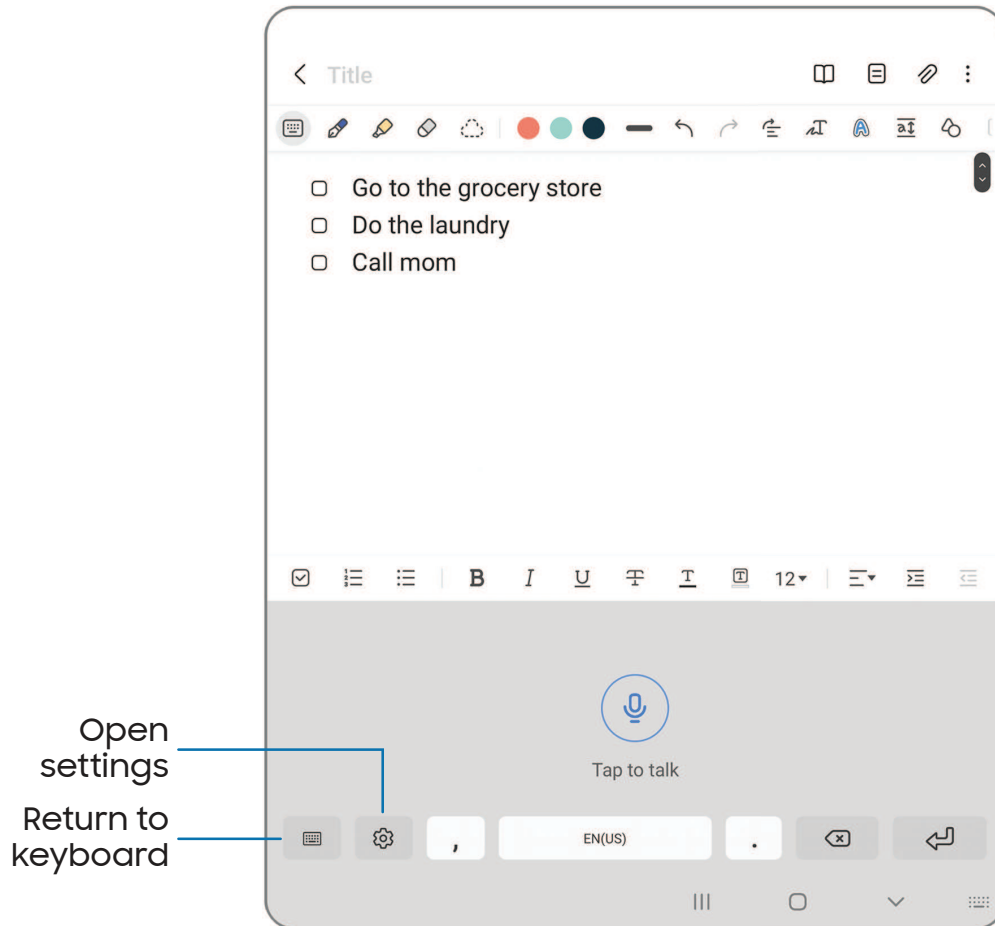 Title
Go to the grocery store
Do the laundry
Call mom
B I U T T T 12
Tap to talk
Open
settings
Return to
keyboard
, EN(US) .